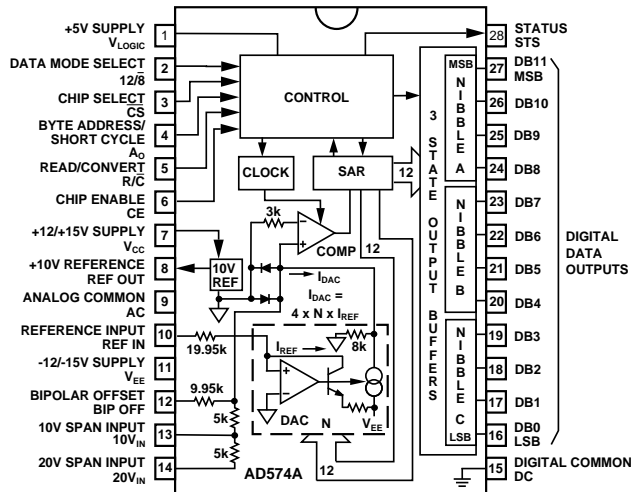 +5V SUPPLY
VLOGIC
1
DATA MODE SELECT
12/8̅
2
CHIP SELECT
C̅S̅
3
BYTE ADDRESS/
SHORT CYCLE
AO
4
READ/CONVERT
R/C̅
5
CHIP ENABLE
CE
6
+12/+15V SUPPLY
VCC
7
+10V REFERENCE
REF OUT
8
ANALOG COMMON
AC
9
REFERENCE INPUT
REF IN
10
-12/-15V SUPPLY
VEE
11
BIPOLAR OFFSET
BIP OFF
12
10V SPAN INPUT
10VIN
13
20V SPAN INPUT
20VIN
14
CONTROL
CLOCK
SAR
12
3k
COMP
12
10V
REF
IDAC
IDAC =
4 x N x IREF
19.95k
IREF
8k
9.95k
5k
5k
DAC
N
VEE
12
AD574A
3 STATE OUTPUT BUFFERS
MSB
NIBBLE A
NIBBLE B
NIBBLE C
LSB
28
STATUS
STS
27
DB11
MSB
26
DB10
25
DB9
24
DB8
23
DB7
22
DB6
21
DB5
20
DB4
19
DB3
18
DB2
17
DB1
16
DB0
LSB
15
DIGITAL COMMON
DC
DIGITAL DATA
OUTPUTS